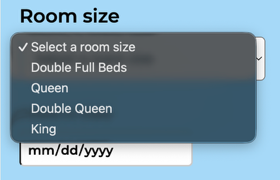 Room size
✓ Select a room size
Double Full Beds
Queen
Double Queen
King
mm/dd/yyyy